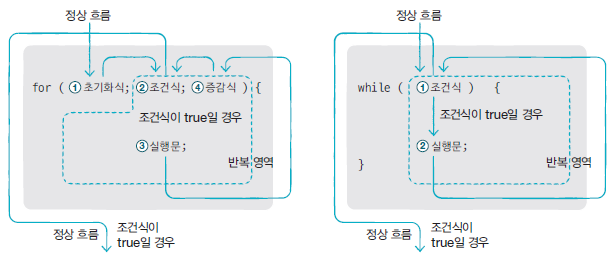 정상 흐름
for ( ①초기화식; ②조건식; ④증감식 ) {
조건식이 true일 경우
③실행문;
반복 영역
정상 흐름
조건식이
true일 경우
정상 흐름
while ( ①조건식 ) {
조건식이 true일 경우
②실행문;
반복 영역
}
정상 흐름
조건식이
true일 경우